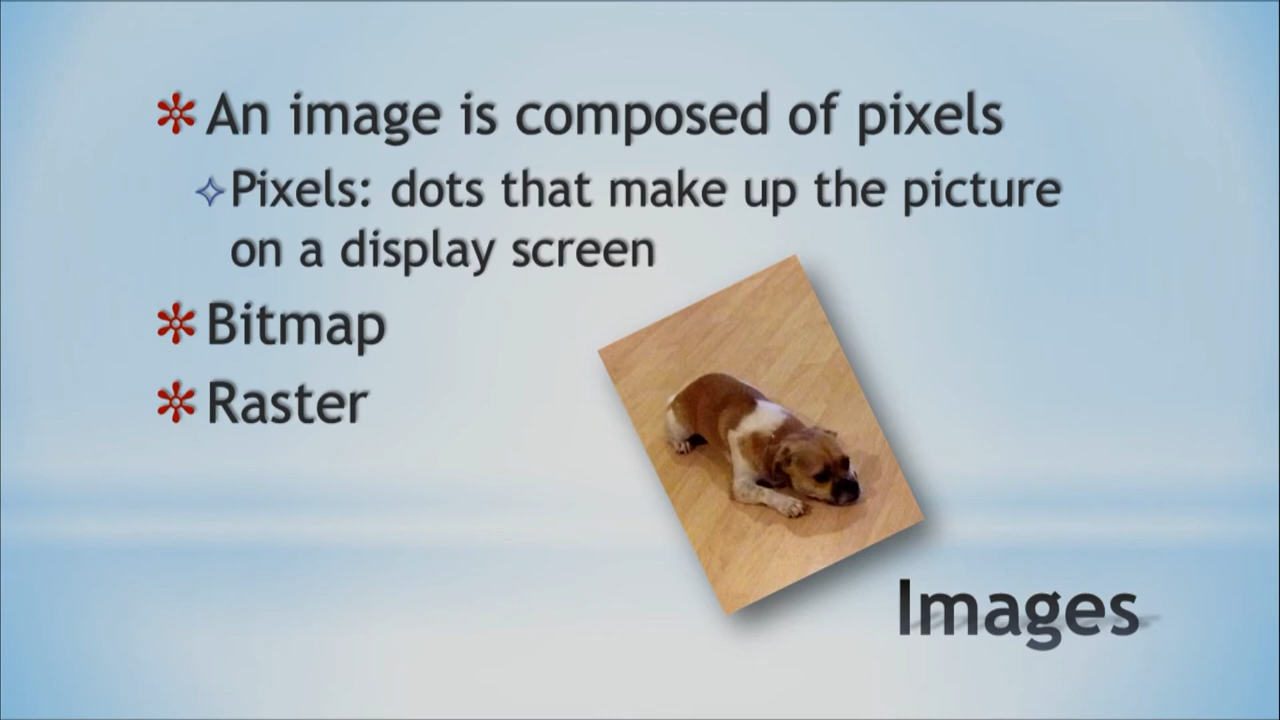 An image is composed of pixels
Pixels: dots that make up the picture
on a display screen
Bitmap
Raster
Images